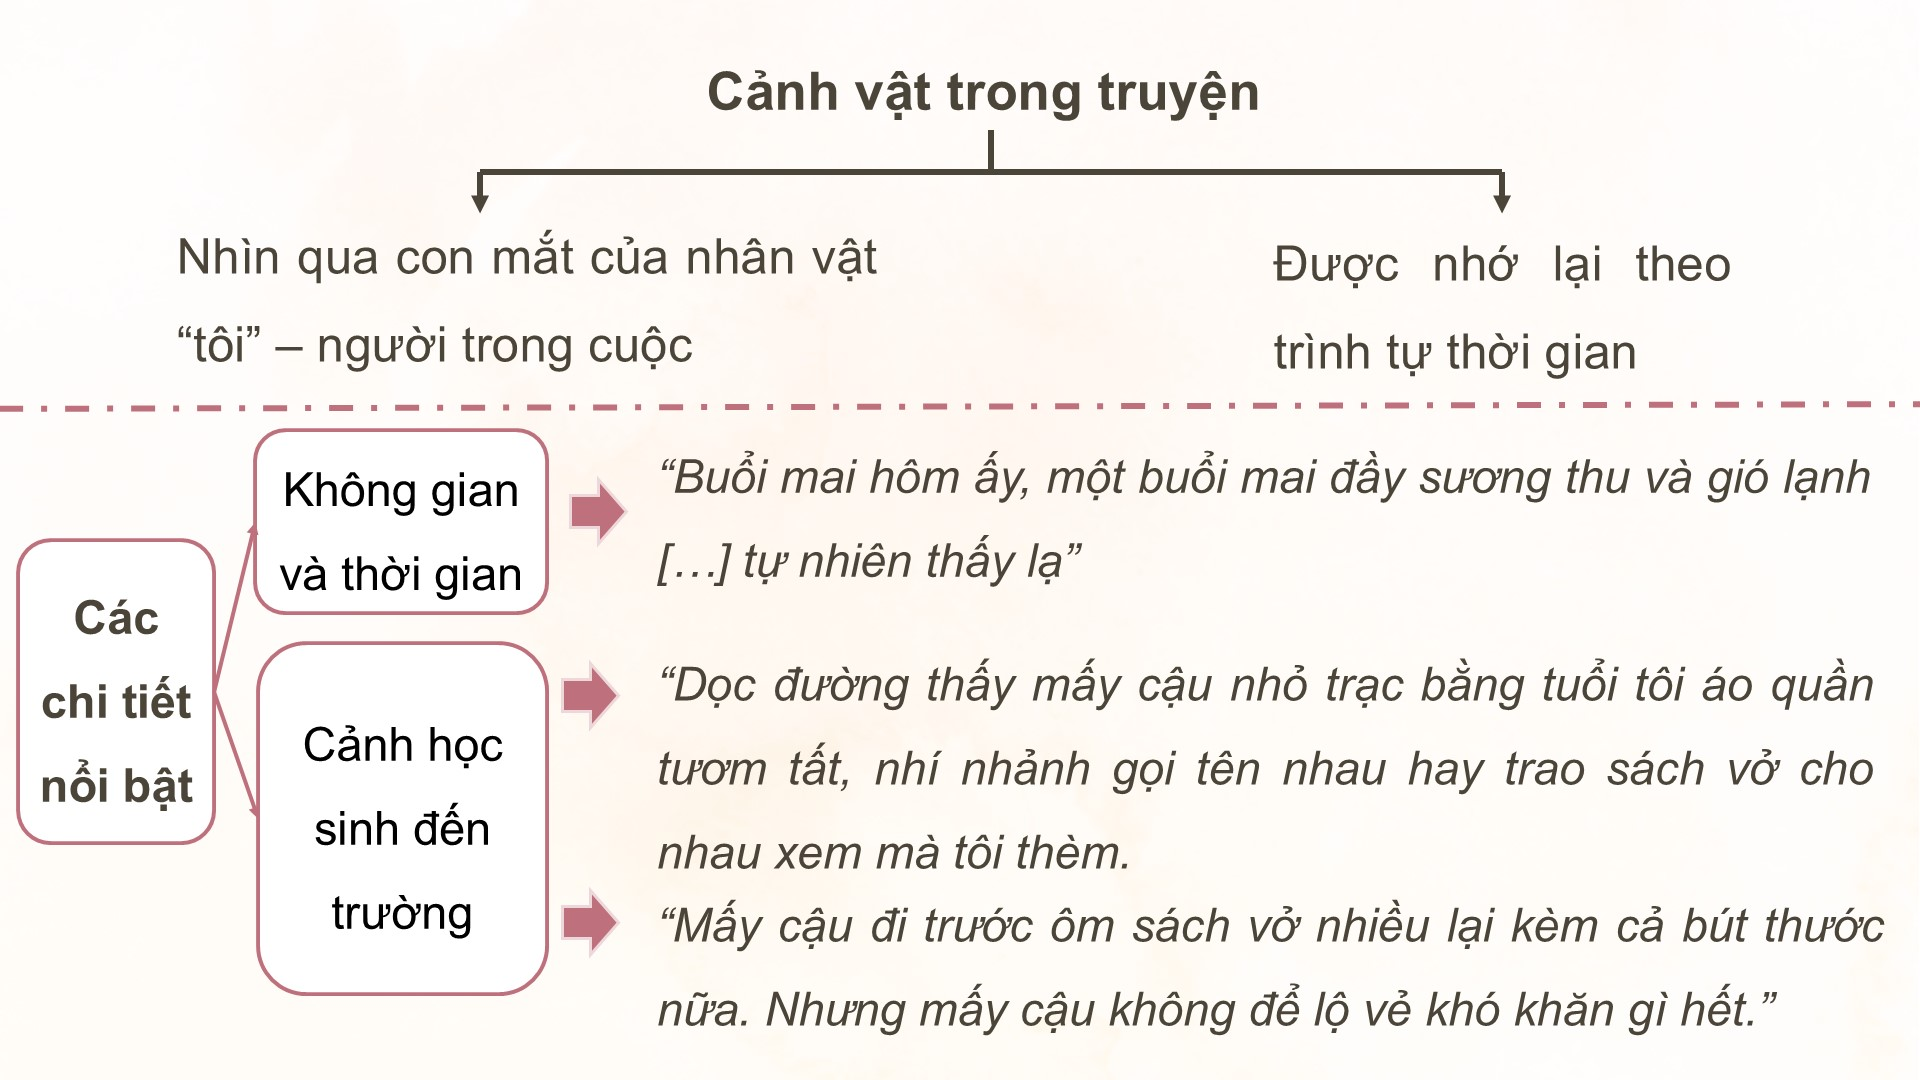 Cảnh vật trong truyện
Nhìn qua con mắt của nhân vật
“tôi” – người trong cuộc
Được nhớ lại theo
trình tự thời gian
Các
chi tiết
nổi bật
Không gian
và thời gian
“Buổi mai hôm ấy, một buổi mai đầy sương thu và gió lạnh
[…] tự nhiên thấy lạ”
Cảnh học
sinh đến
trường
“Dọc đường thấy mấy cậu nhỏ trạc bằng tuổi tôi áo quần
tươm tất, nhí nhảnh gọi tên nhau hay trao sách vở cho
nhau xem mà tôi thèm.
“Mấy cậu đi trước ôm sách vở nhiều lại kèm cả bút thước
nữa. Nhưng mấy cậu không để lộ vẻ khó khăn gì hết.”